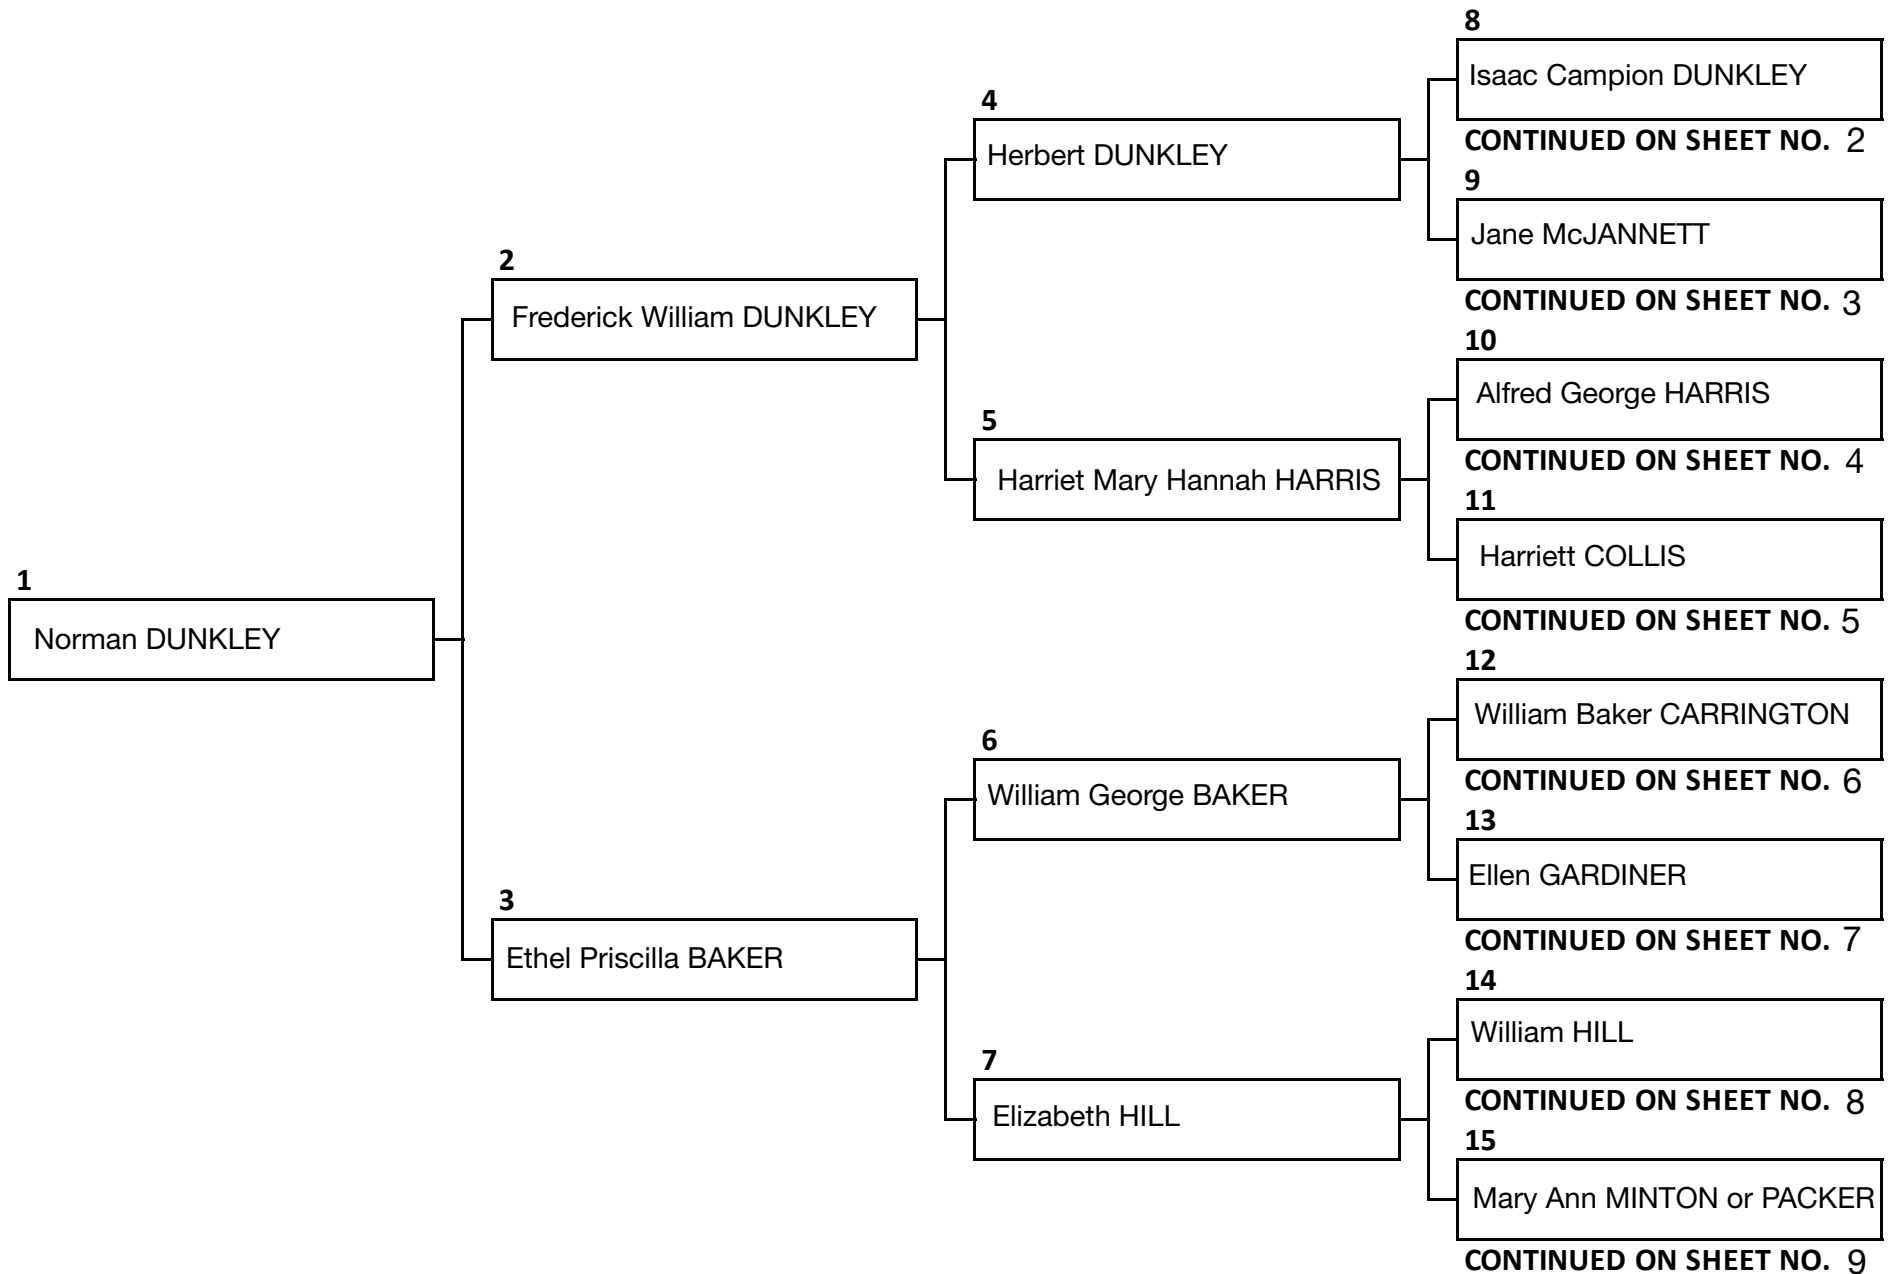 8
Isaac Campion DUNKLEY
CONTINUED ON SHEET NO. 2
4
Herbert DUNKLEY
9
Jane McJANNETT
CONTINUED ON SHEET NO. 3
2
Frederick William DUNKLEY
10
Alfred George HARRIS
CONTINUED ON SHEET NO. 4
5
Harriet Mary Hannah HARRIS
11
Harriett COLLIS
CONTINUED ON SHEET NO. 5
1
Norman DUNKLEY
12
William Baker CARRINGTON
CONTINUED ON SHEET NO. 6
6
William George BAKER
13
Ellen GARDINER
CONTINUED ON SHEET NO. 7
3
Ethel Priscilla BAKER
14
William HILL
CONTINUED ON SHEET NO. 8
7
Elizabeth HILL
15
Mary Ann MINTON or PACKER
CONTINUED ON SHEET NO. 9